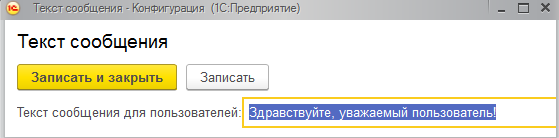 Текст сообщения - Конфигурация (1С:Предприятие)
Текст сообщения
Записать и закрыть Записать
Текст сообщения для пользователей: Здравствуйте, уважаемый пользователь!